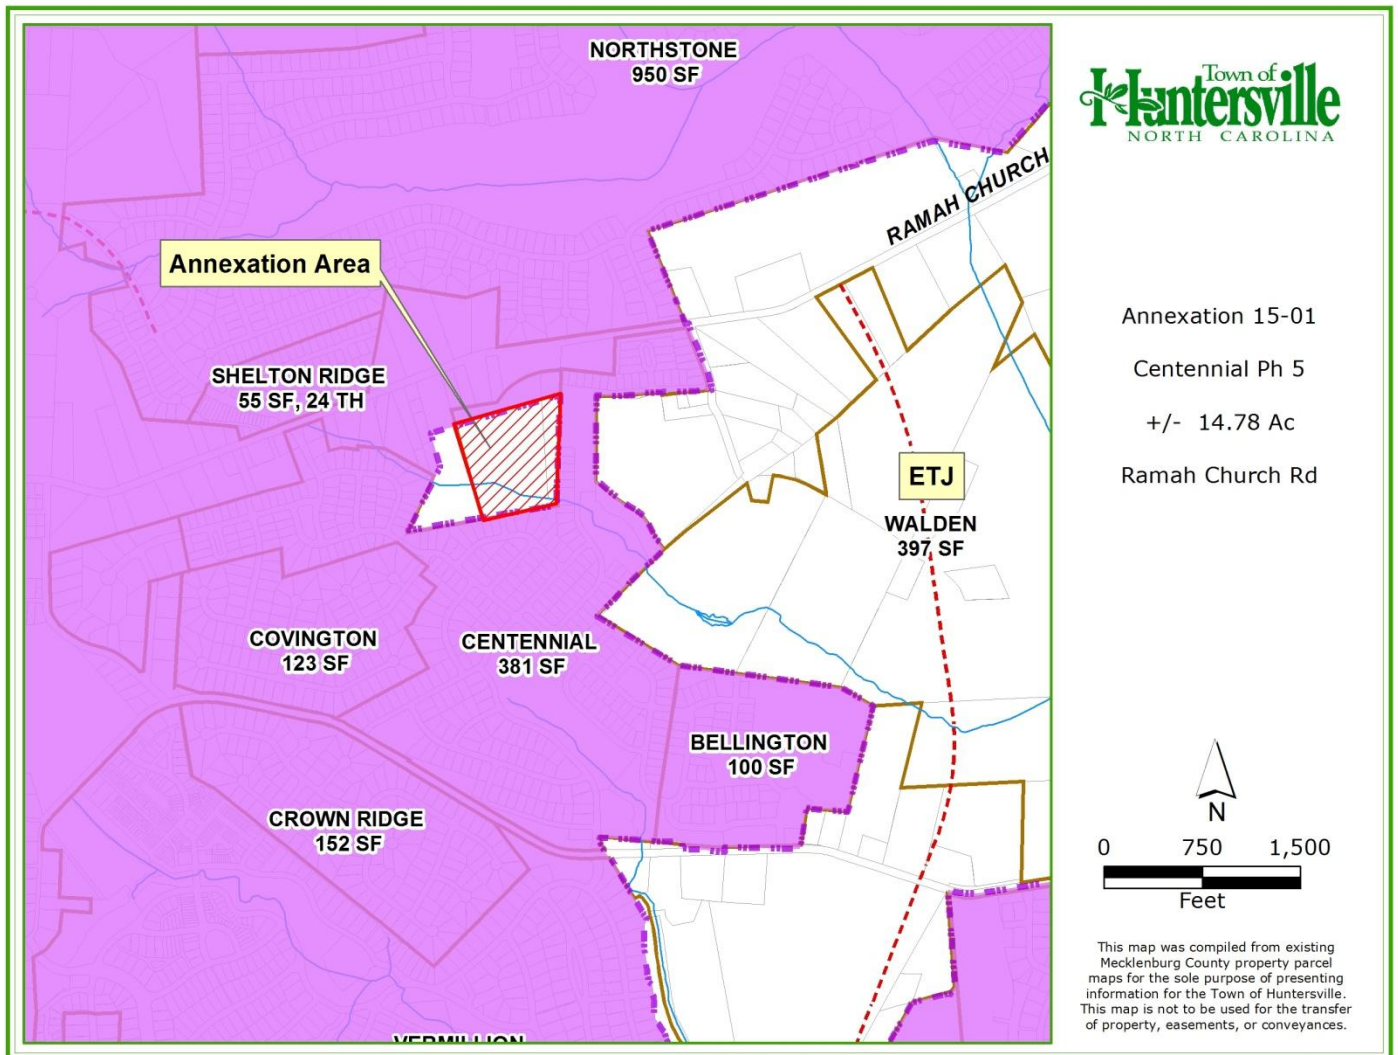 NORTHSTONE
950 SF
RAMAH CHURCH
Annexation Area
SHELTON RIDGE
55 SF, 24 TH
ETJ
WALDEN
397 SF
COVINGTON
123 SF
CENTENNIAL
381 SF
BELLINGTON
100 SF
CROWN RIDGE
152 SF
VERMILLION
Town of
Huntersville
NORTH CAROLINA
Annexation 15-01
Centennial Ph 5
+/- 14.78 Ac
Ramah Church Rd
N
0 750 1,500
Feet
This map was compiled from existing
Mecklenburg County property parcel
maps for the sole purpose of presenting
information for the Town of Huntersville.
This map is not to be used for the transfer
of property, easements, or conveyances.